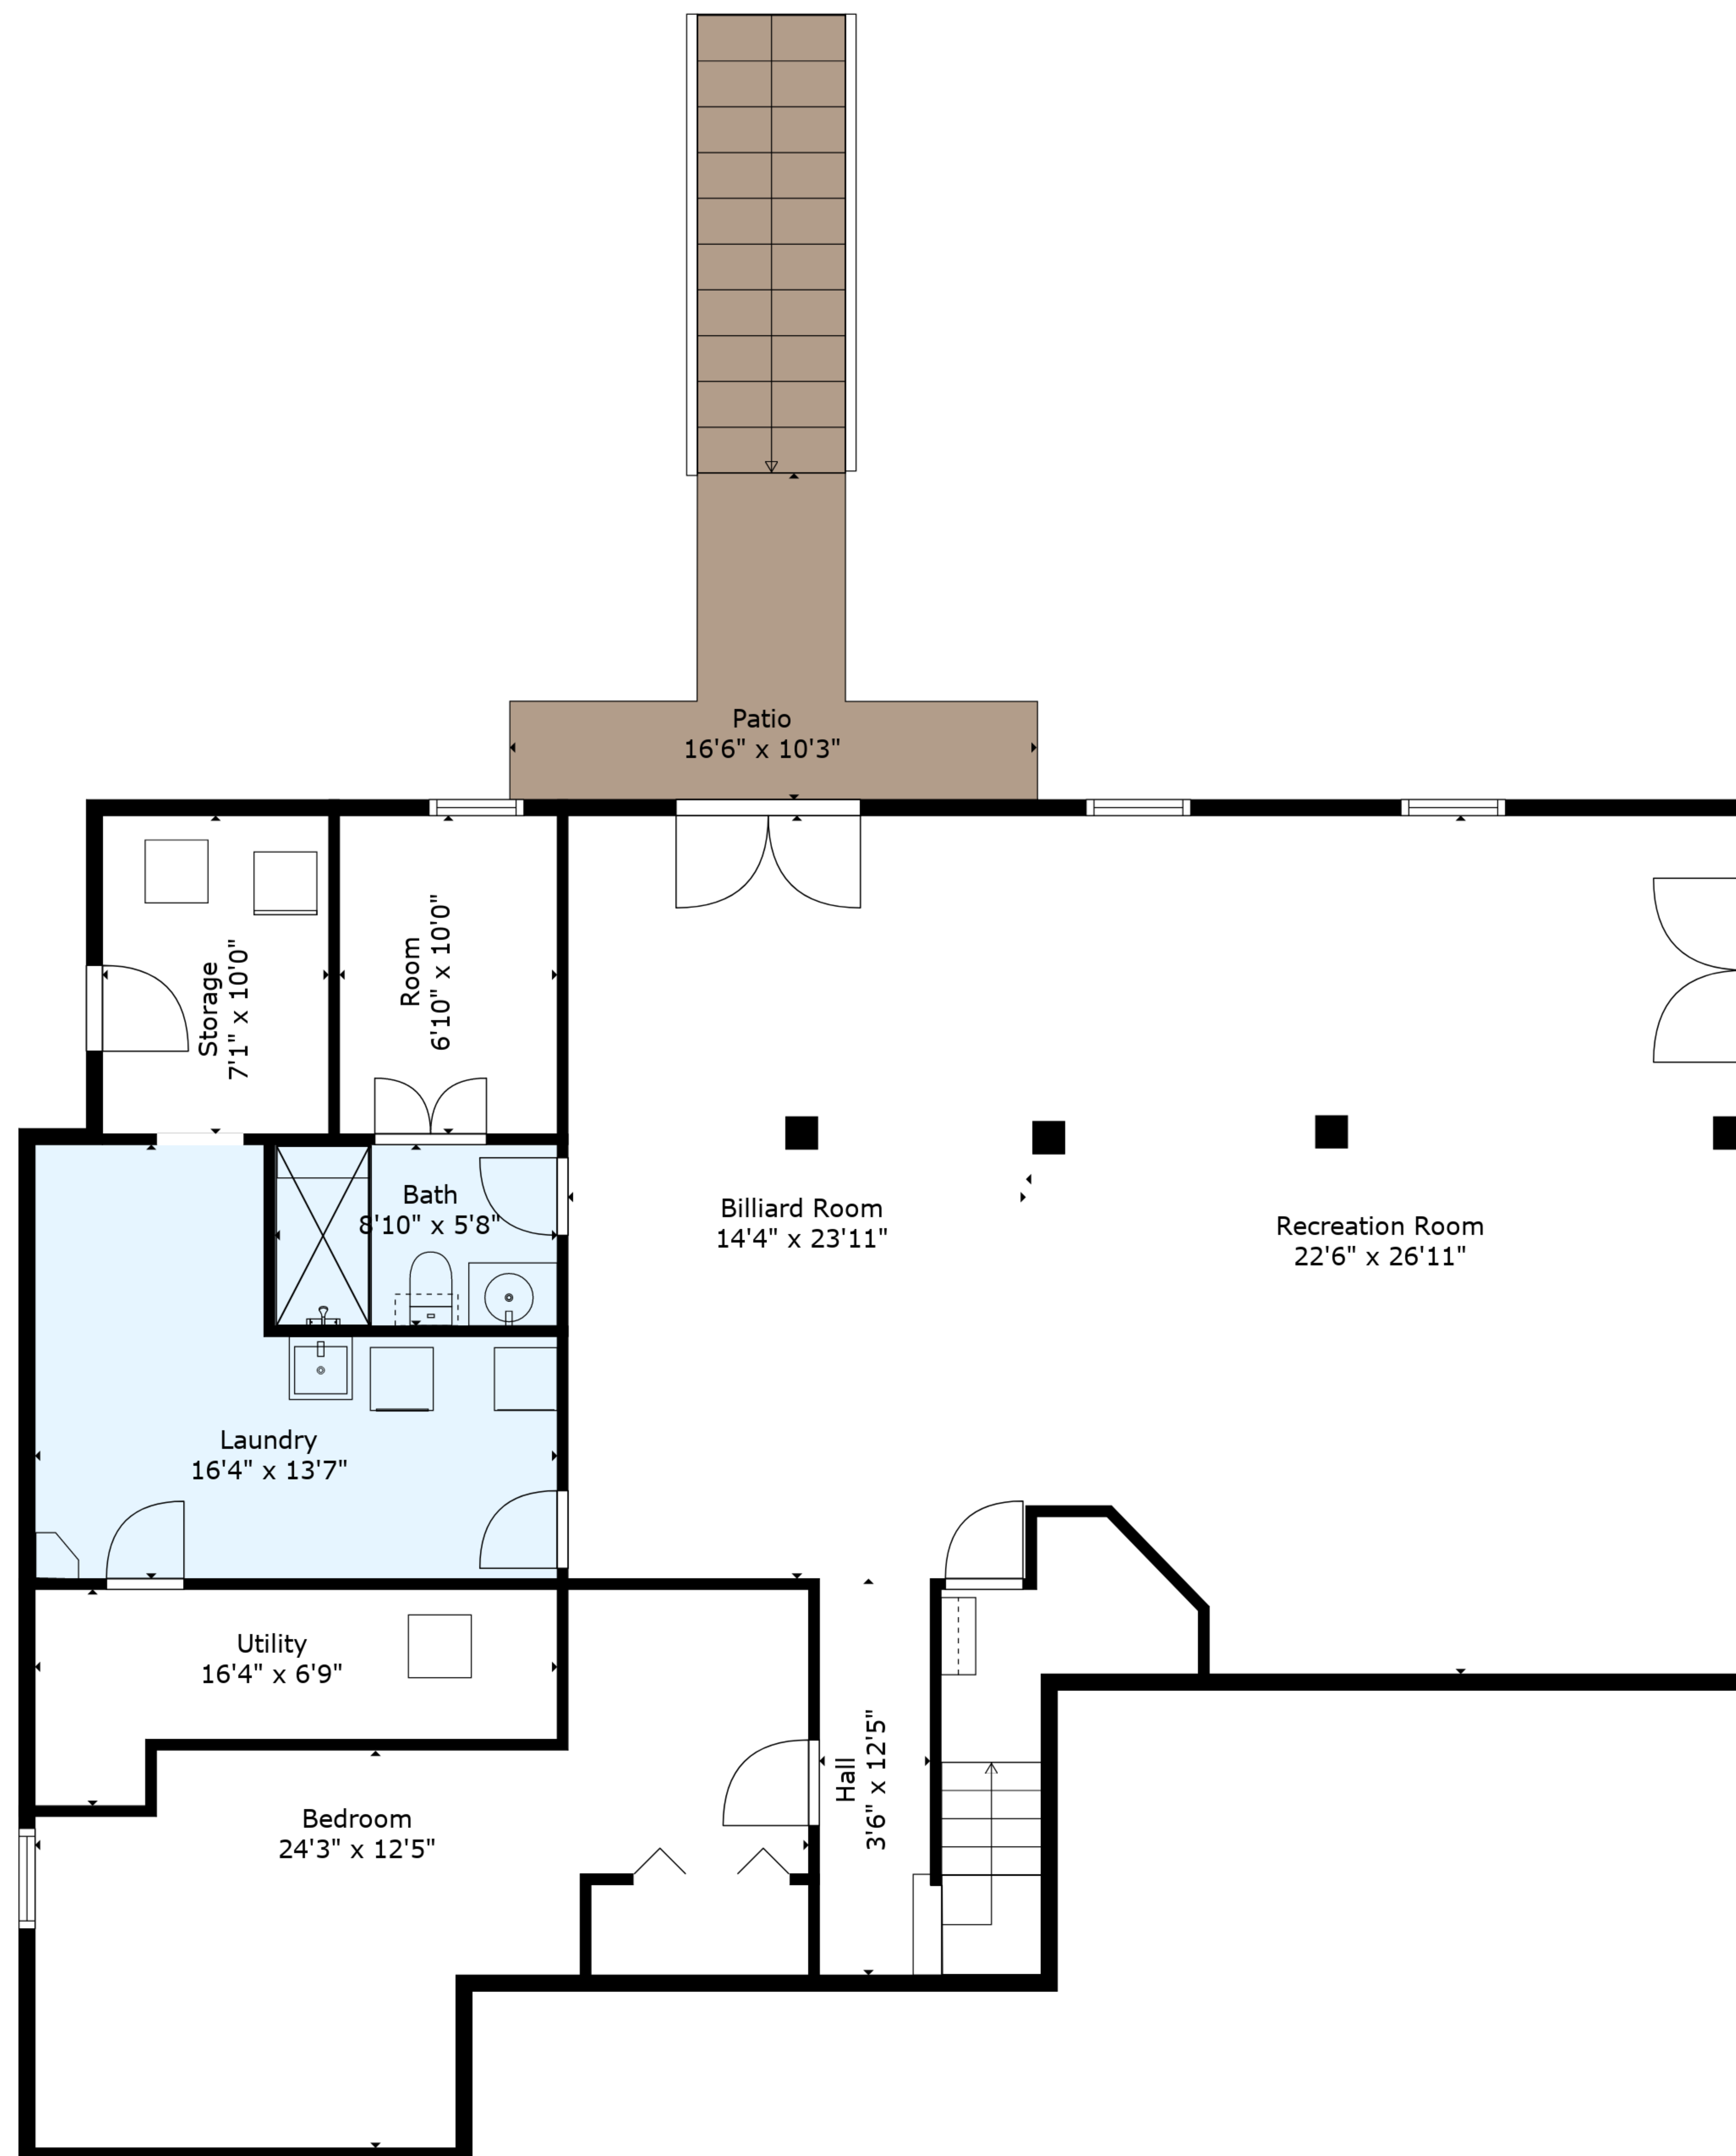 Patio
16'6" x 10'3"
Storage
7'1" x 10'0"
Room
6'10" x 10'0"
Bath
8'10" x 5'8"
Billiard Room
14'4" x 23'11"
Recreation Room
22'6" x 26'11"
Laundry
16'4" x 13'7"
Utility
16'4" x 6'9"
Hall
3'6" x 12'5"
Bedroom
24'3" x 12'5"